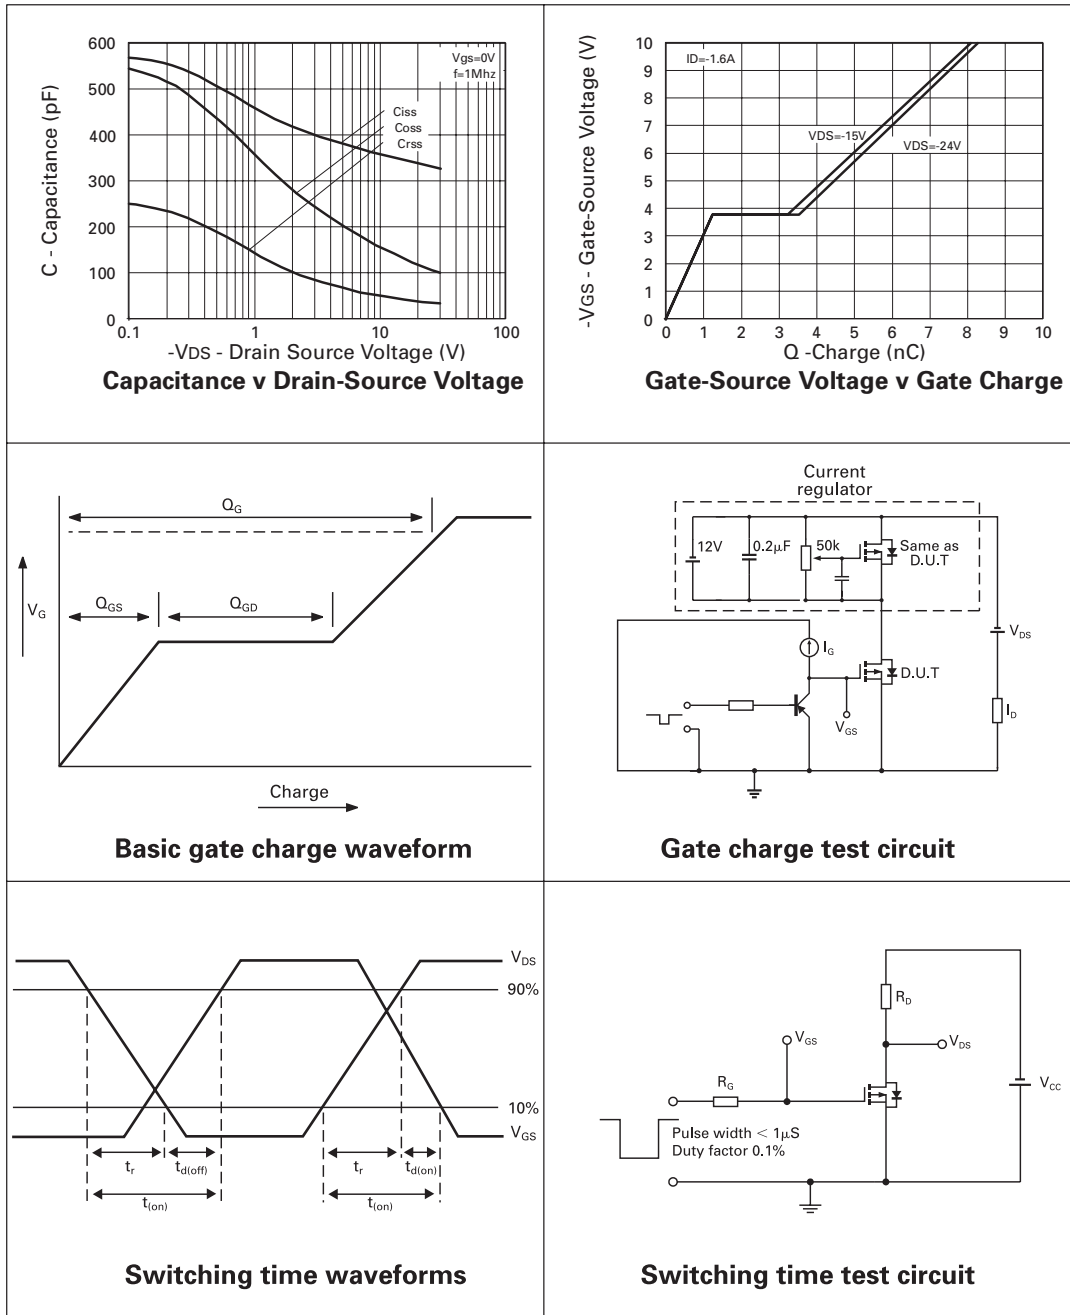 600
500
400
300
200
100
0
C - Capacitance (pF)
Vgs=0V
f=1Mhz
Ciss
Coss
Crss
0.1 1 10 100
-VDS - Drain Source Voltage (V)
Capacitance v Drain-Source Voltage
10
9
8
7
6
5
4
3
2
1
0
-VGS - Gate-Source Voltage (V)
ID=-1.6A
VDS=-15V
VDS=-24V
0 1 2 3 4 5 6 7 8 9 10
Q -Charge (nC)
Gate-Source Voltage v Gate Charge
QG
VG
QGS QGD
Charge
Basic gate charge waveform
Current
regulator
12V 0.2μF 50k Same as
D.U.T
IG
VDS
D.U.T
VGS
ID
Gate charge test circuit
VDS
90%
10%
VGS
tr td(off) tr td(on)
t(on) t(on)
Switching time waveforms
RD
VGS
VDS
RG
VCC
Pulse width < 1μS
Duty factor 0.1%
Switching time test circuit